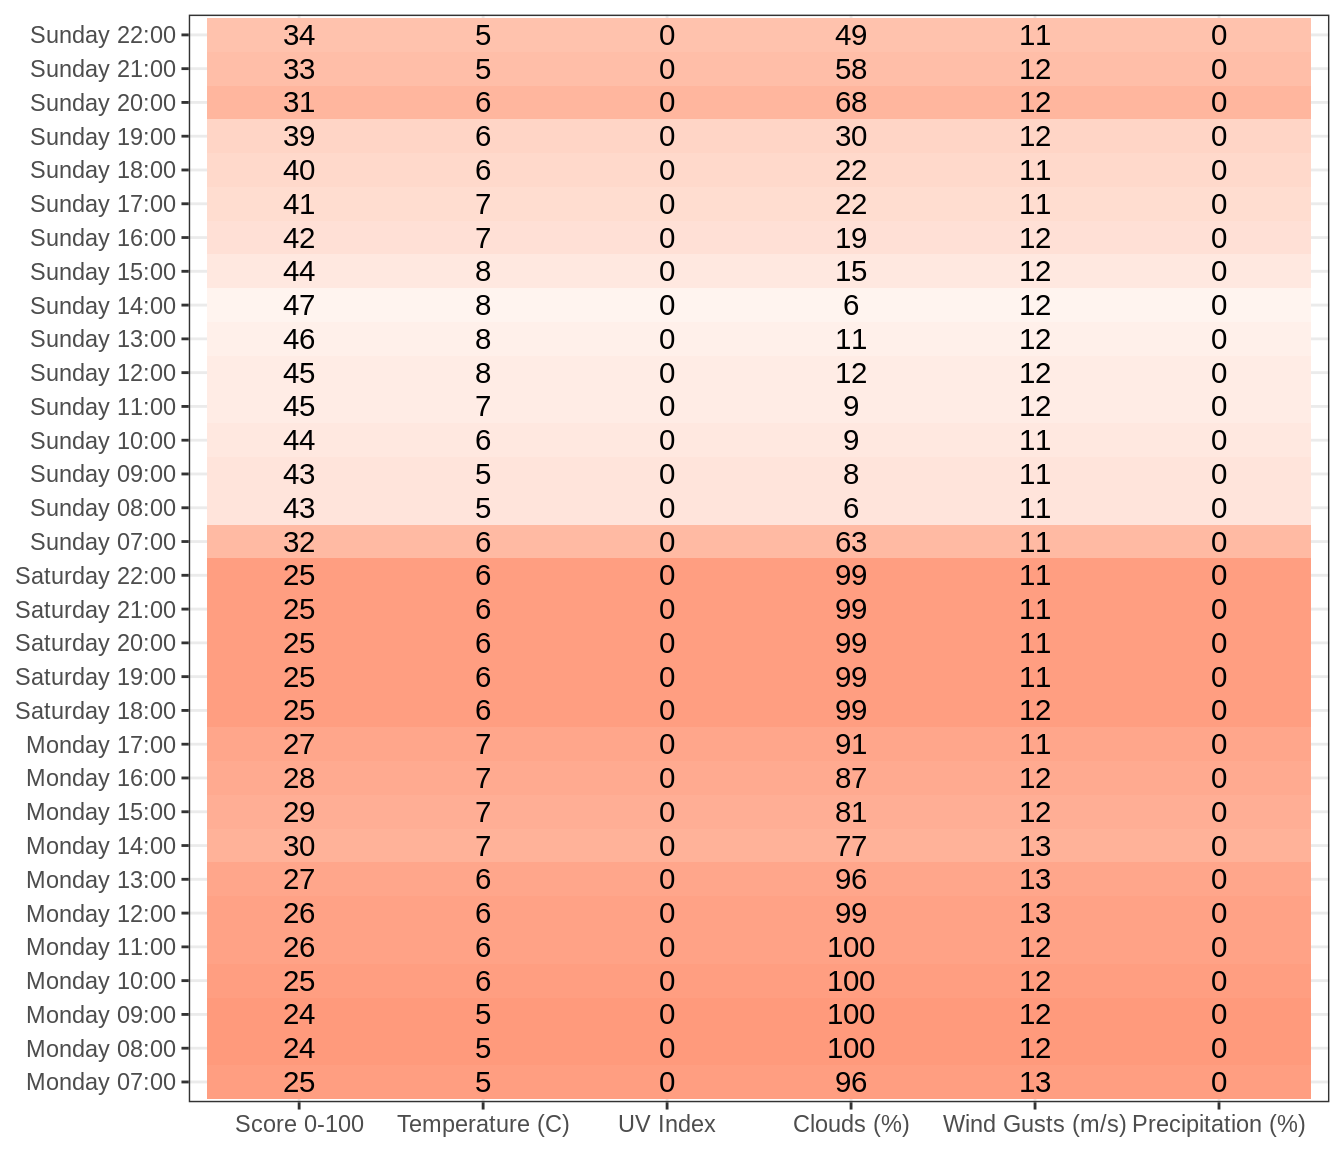 Sunday 22:00 34 5 0 49 11 0
Sunday 21:00 33 5 0 58 12 0
Sunday 20:00 31 6 0 68 12 0
Sunday 19:00 39 6 0 30 12 0
Sunday 18:00 40 6 0 22 11 0
Sunday 17:00 41 7 0 22 11 0
Sunday 16:00 42 7 0 19 12 0
Sunday 15:00 44 8 0 15 12 0
Sunday 14:00 47 8 0 6 12 0
Sunday 13:00 46 8 0 11 12 0
Sunday 12:00 45 8 0 12 12 0
Sunday 11:00 45 7 0 9 12 0
Sunday 10:00 44 6 0 9 11 0
Sunday 09:00 43 5 0 8 11 0
Sunday 08:00 43 5 0 6 11 0
Sunday 07:00 32 6 0 63 11 0
Saturday 22:00 25 6 0 99 11 0
Saturday 21:00 25 6 0 99 11 0
Saturday 20:00 25 6 0 99 11 0
Saturday 19:00 25 6 0 99 11 0
Saturday 18:00 25 6 0 99 12 0
Monday 17:00 27 7 0 91 11 0
Monday 16:00 28 7 0 87 12 0
Monday 15:00 29 7 0 81 12 0
Monday 14:00 30 7 0 77 13 0
Monday 13:00 27 6 0 96 13 0
Monday 12:00 26 6 0 99 13 0
Monday 11:00 26 6 0 100 12 0
Monday 10:00 25 6 0 100 12 0
Monday 09:00 24 5 0 100 12 0
Monday 08:00 24 5 0 100 12 0
Monday 07:00 25 5 0 96 13 0
Score 0-100 Temperature (C) UV Index Clouds (%) Wind Gusts (m/s) Precipitation (%)